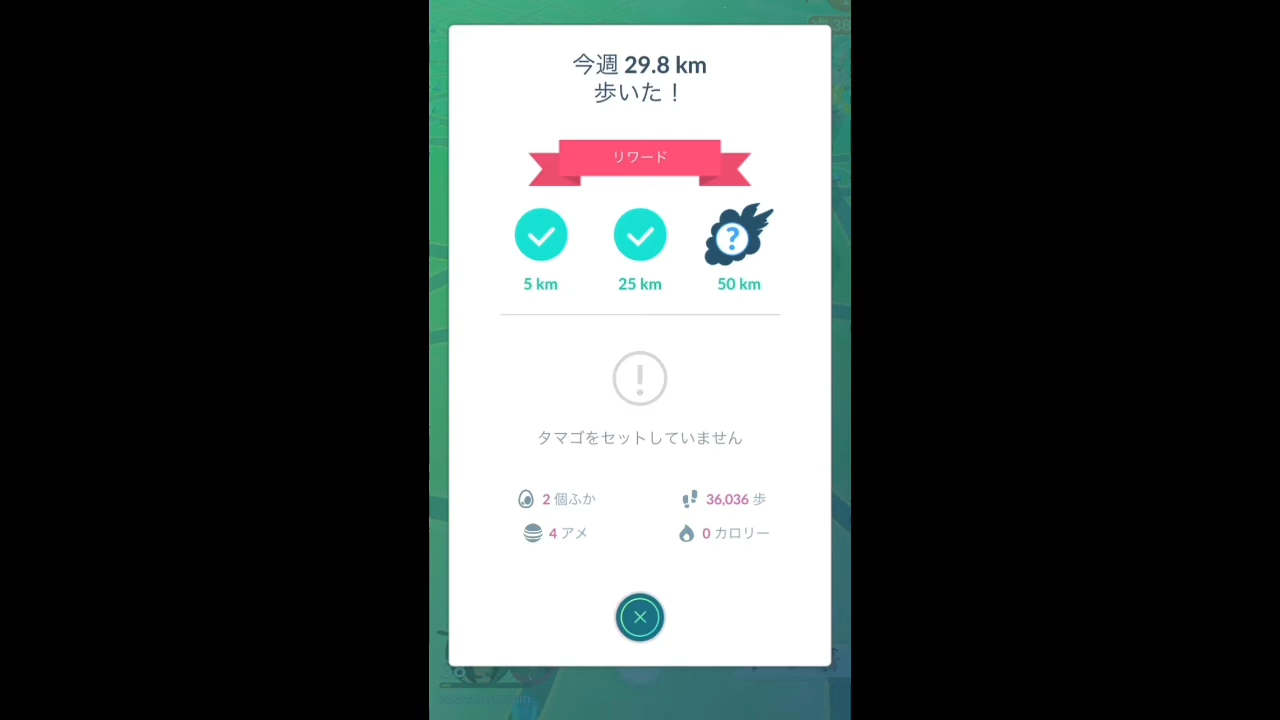 今週 29.8 km
歩いた！
リワード
?
5 km
25 km
50 km
タマゴをセットしていません
2 個ふか
36,036 歩
4 アメ
0 カロリー